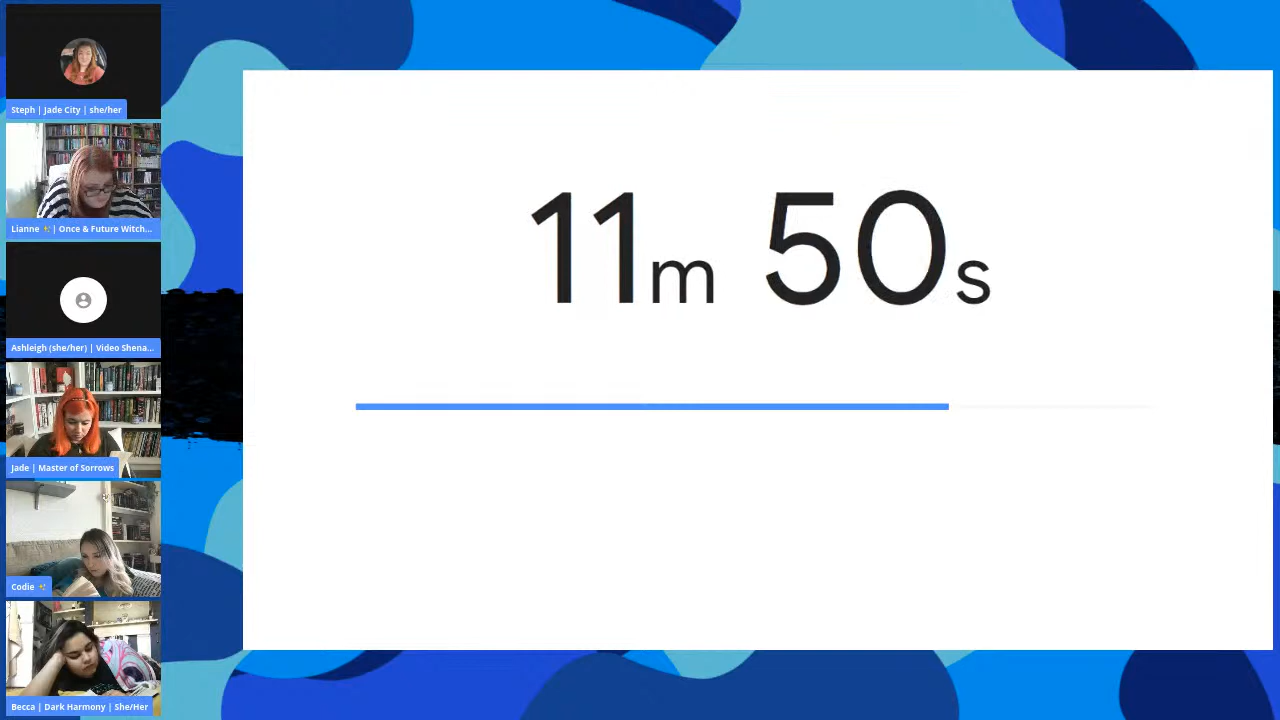 Steph | Jade City | she/her
Lianne ✨ | Once & Future Witch...
Ashleigh (she/her) | Video Shena...
Jade | Master of Sorrows
Codie ✨
Becca | Dark Harmony | She/Her
11m 50s